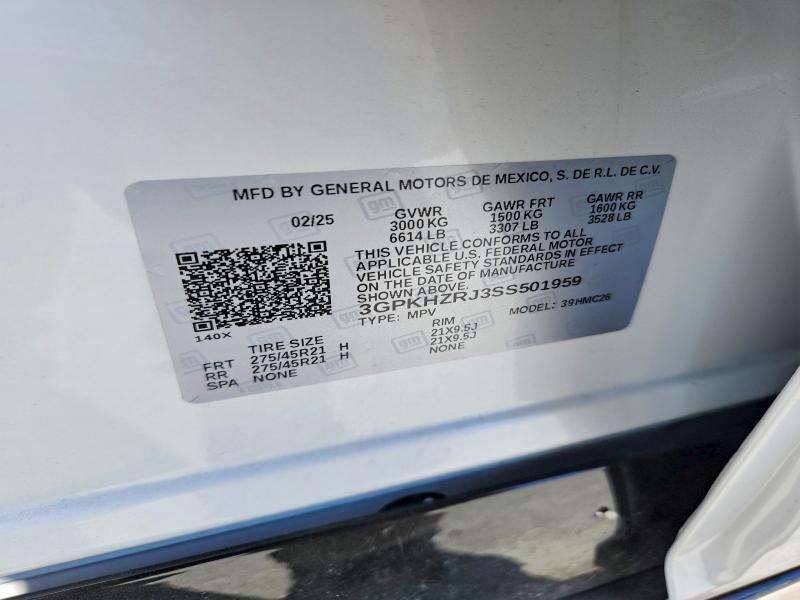 MFD BY GENERAL MOTORS DE MEXICO, S. DE R.L. DE C.V.
02/25 GVWR GAWR FRT GAWR RR
3000 KG 1500 KG 1600 KG
6614 LB 3307 LB 3528 LB
THIS VEHICLE CONFORMS TO ALL
APPLICABLE U.S. FEDERAL MOTOR
VEHICLE SAFETY STANDARDS IN EFFECT
ON THE DATE OF MANUFACTURE
SHOWN ABOVE.
3GPKHZRJ3SS501959
TYPE: MPV MODEL: 39HMC26
140X
TIRE SIZE RIM
FRT 275/45R21 H 21X9.5J
RR 275/45R21 H 21X9.5J
SPA NONE NONE